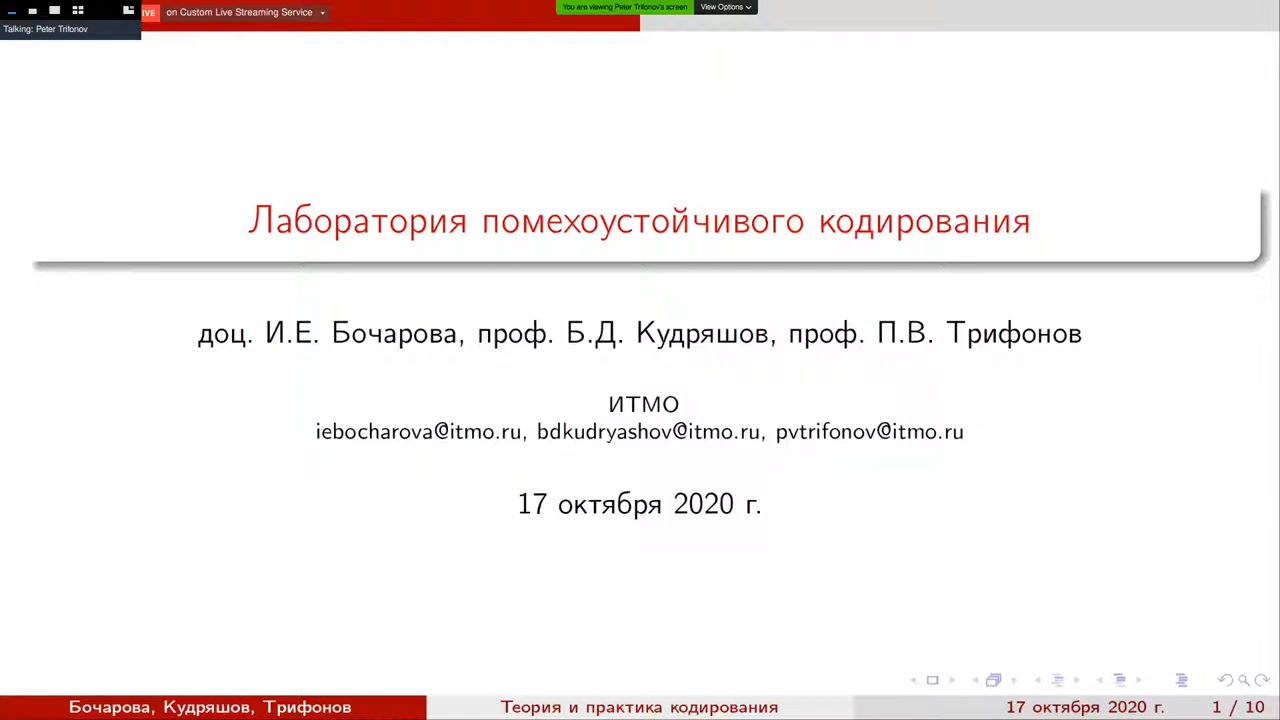 IVE on Custom Live Streaming Service
You are viewing Peter Trifonov's screen View Options
Talking: Peter Trifonov
Лаборатория помехоустойчивого кодирования
доц. И.Е. Бочарова, проф. Б.Д. Кудряшов, проф. П.В. Трифонов
ИТМО
iebocharova@itmo.ru, bdkudryashov@itmo.ru, pvtrifonov@itmo.ru
17 октября 2020 г.
Бочарова, Кудряшов, Трифонов Теория и практика кодирования 17 октября 2020 г. 1 / 10